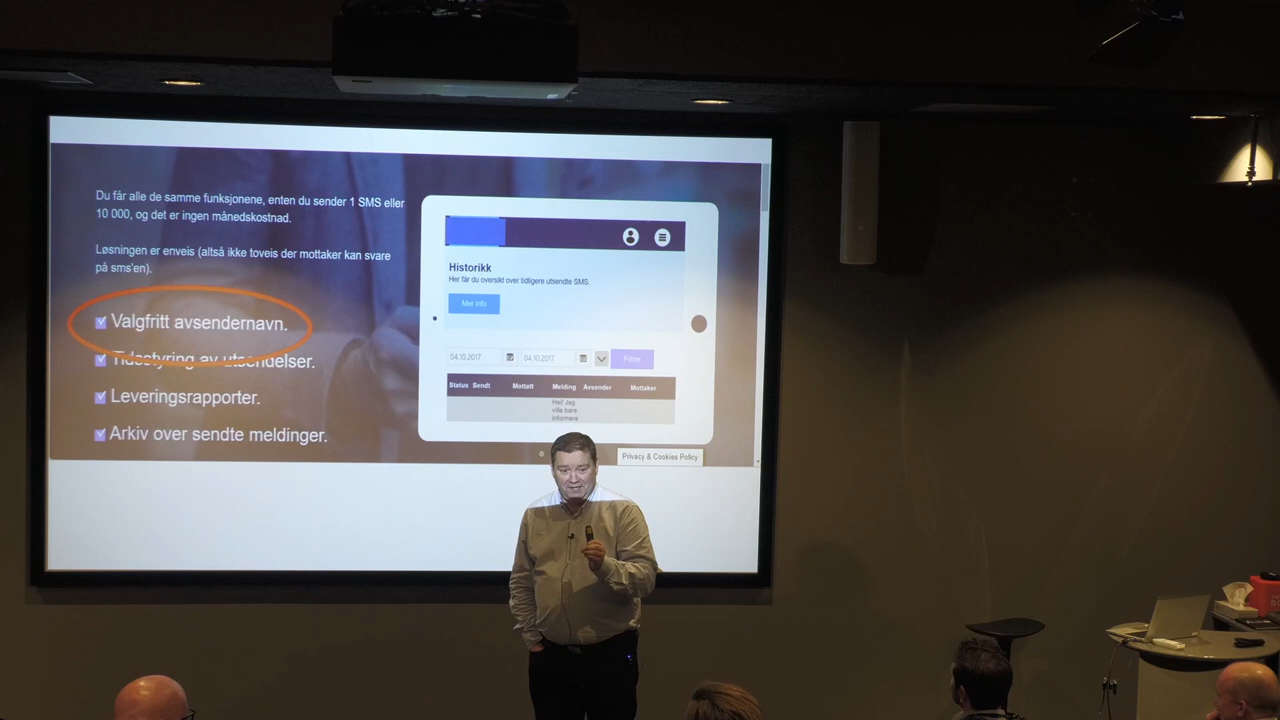 Du får alle de samme funksjonene, enten du sender 1 SMS eller
10 000, og det er ingen månedskostnad.
Løsningen er enveis (altså ikke toveis der mottaker kan svare
på sms'en).
Valgfritt avsendernavn.
Tidsstyring av utsendelser.
Leveringsrapporter.
Arkiv over sendte meldinger.
Historikk
Her får du oversikt over tidligere utsendte SMS.
Mer info
04.10.2017 04.10.2017 Filtrer
Status Sendt Mottatt Melding Avsender Mottaker
Hei! Jeg
ville bare
informere
Privacy & Cookies Policy